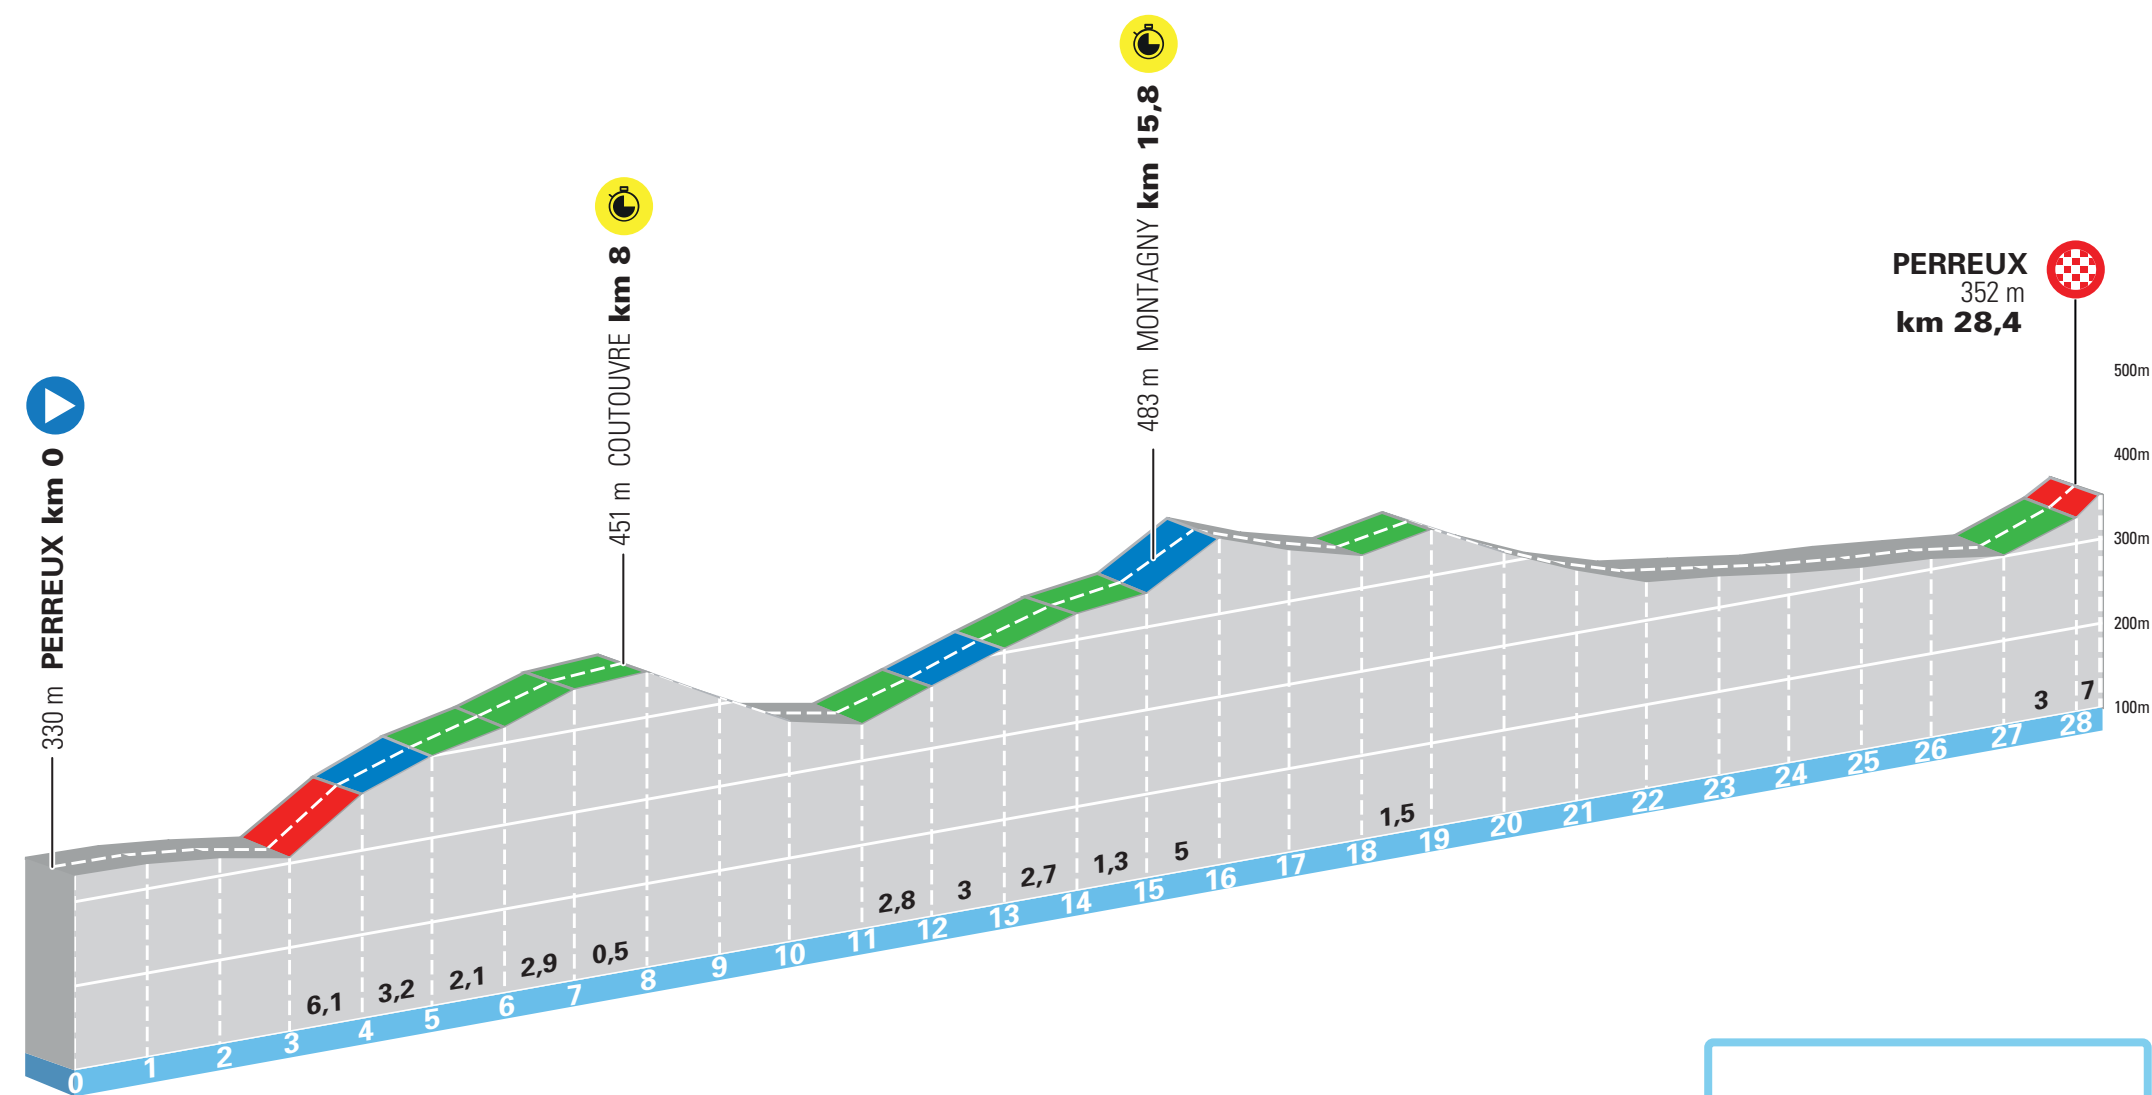 330 m PERREUX km 0
451 m COUTOUVRE km 8
483 m MONTAGNY km 15,8
PERREUX
352 m
km 28,4
500m
400m
300m
200m
100m
6,1 3,2 2,1 2,9 0,5 2,8 3 2,7 1,3 5 1,5 3 7
0 1 2 3 4 5 6 7 8 9 10 11 12 13 14 15 16 17 18 19 20 21 22 23 24 25 26 27 28